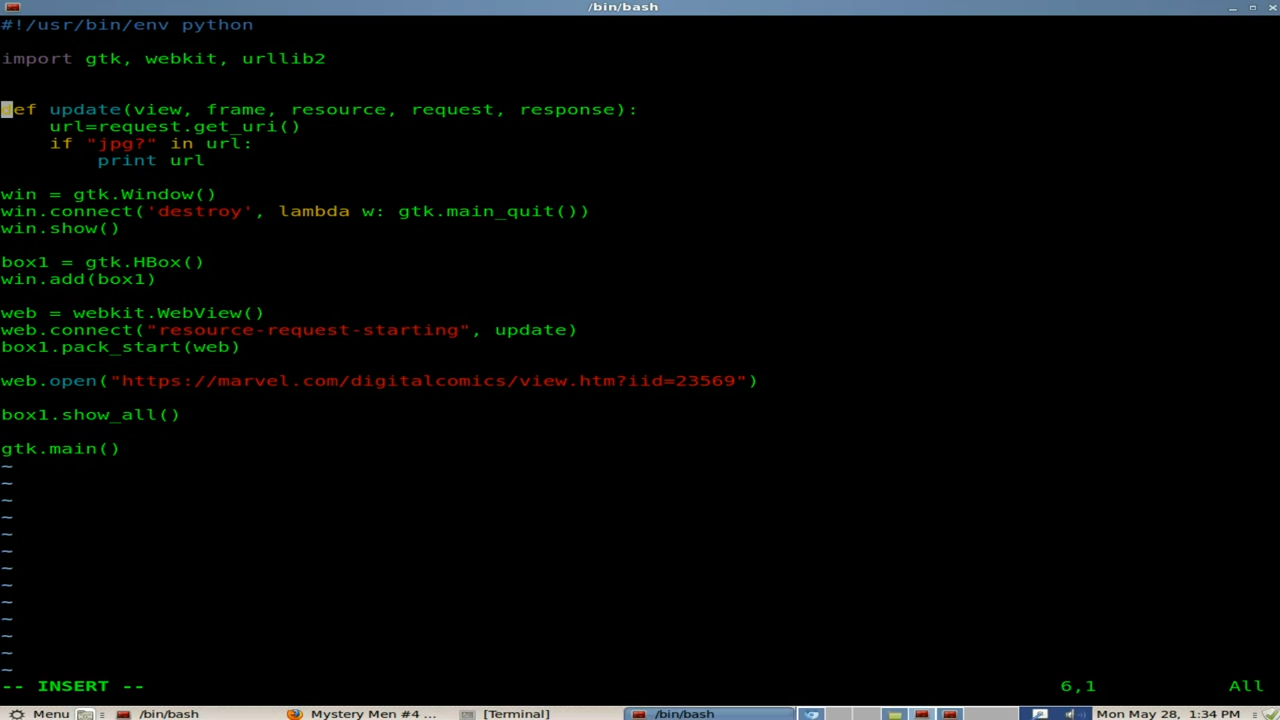 /bin/bash
#!/usr/bin/env python
import gtk, webkit, urllib2
def update(view, frame, resource, request, response):
    url=request.get_uri()
    if "jpg?" in url:
        print url
win = gtk.Window()
win.connect('destroy', lambda w: gtk.main_quit())
win.show()
box1 = gtk.HBox()
win.add(box1)
web = webkit.WebView()
web.connect("resource-request-starting", update)
box1.pack_start(web)
web.open("https://marvel.com/digitalcomics/view.htm?iid=23569")
box1.show_all()
gtk.main()
~
~
~
~
~
~
~
~
~
~
~
~
~
-- INSERT -- 6,1 All
Menu /bin/bash Mystery Men #4 ... [Terminal] /bin/bash Mon May 28, 1:34 PM